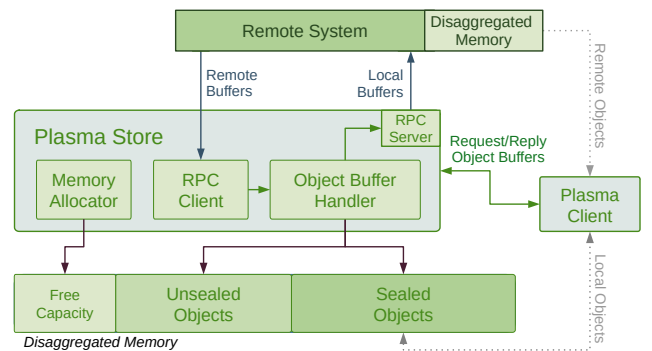 Remote System
Disaggregated
Memory
Remote
Buffers
Local
Buffers
Remote Objects
Plasma Store
RPC
Server
Request/Reply
Object Buffers
Memory
Allocator
RPC
Client
Object Buffer
Handler
Plasma
Client
Free
Capacity
Unsealed
Objects
Sealed
Objects
Local Objects
Disaggregated Memory